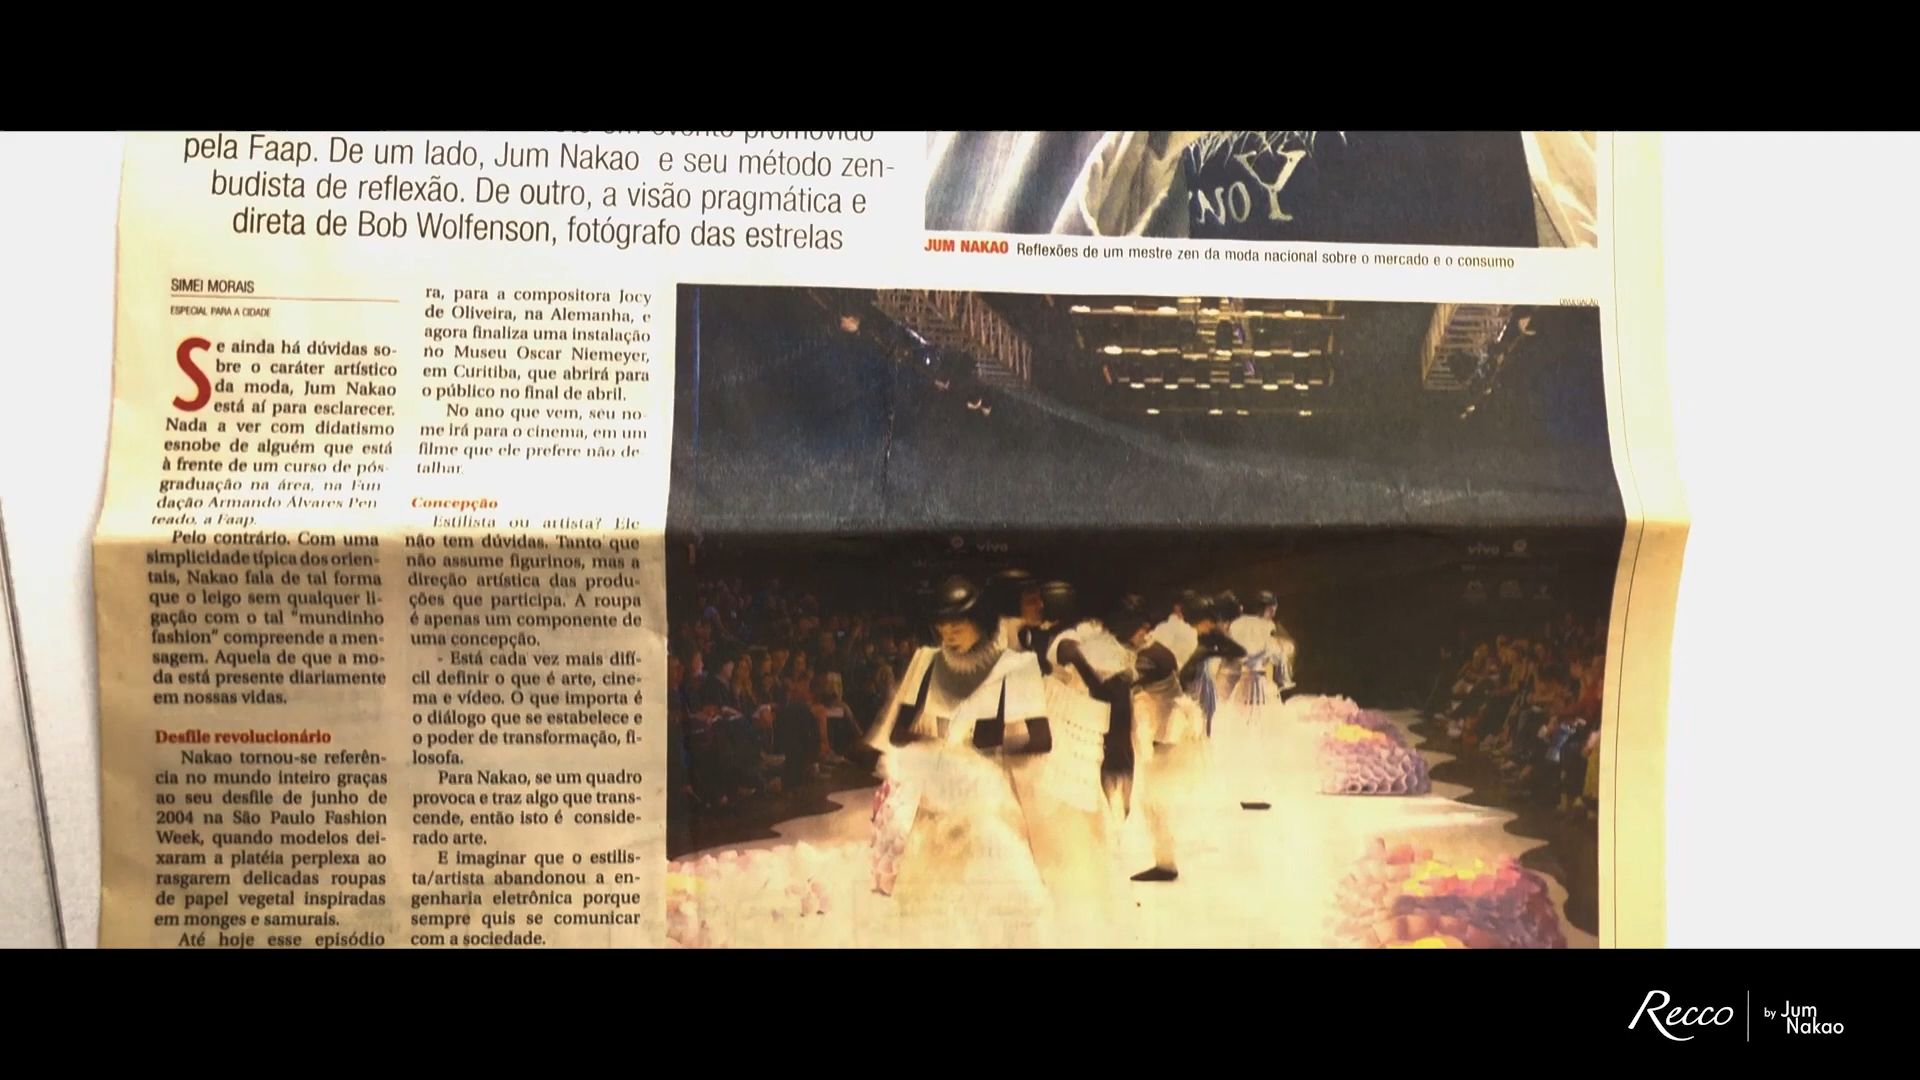 evento promovido
pela Faap. De um lado, Jum Nakao e seu método zen-
budista de reflexão. De outro, a visão pragmática e
direta de Bob Wolfenson, fotógrafo das estrelas
NO Y
JUM NAKAO Reflexões de um mestre zen da moda nacional sobre o mercado e o consumo
DIVULGAÇÃO
SIMEI MORAIS
ESPECIAL PARA A CIDADE
Se ainda há dúvidas so-
bre o caráter artístico
da moda, Jum Nakao
está aí para esclarecer.
Nada a ver com didatismo
esnobe de alguém que está
à frente de um curso de pós-
graduação na área, na Fun
dação Armando Álvares Pen
teado, a Faap.
Pelo contrário. Com uma
simplicidade típica dos orien-
tais, Nakao fala de tal forma
que o leigo sem qualquer li-
gação com o tal "mundinho
fashion" compreende a men-
sagem. Aquela de que a mo-
da está presente diariamente
em nossas vidas.
Desfile revolucionário
Nakao tornou-se referên-
cia no mundo inteiro graças
ao seu desfile de junho de
2004 na São Paulo Fashion
Week, quando modelos dei-
xaram a platéia perplexa ao
rasgarem delicadas roupas
de papel vegetal inspiradas
em monges e samurais.
Até hoje esse episódio
ra, para a compositora Jocy
de Oliveira, na Alemanha, e
agora finaliza uma instalação
no Museu Oscar Niemeyer,
em Curitiba, que abrirá para
o público no final de abril.
No ano que vem, seu no-
me irá para o cinema, em um
filme que ele prefere não de
talhar.
Concepção
Estilista ou artista? Ele
não tem dúvidas. Tanto que
não assume figurinos, mas a
direção artística das produ-
ções que participa. A roupa
é apenas um componente de
uma concepção.
- Está cada vez mais difí-
cil definir o que é arte, cine-
ma e vídeo. O que importa é
o diálogo que se estabelece e
o poder de transformação, fi-
losofa.
Para Nakao, se um quadro
provoca e traz algo que trans-
cende, então isto é conside-
rado arte.
E imaginar que o estilis-
ta/artista abandonou a en-
genharia eletrônica porque
sempre quis se comunicar
com a sociedade.
vivo
vivo
Recco by Jum
Nakao